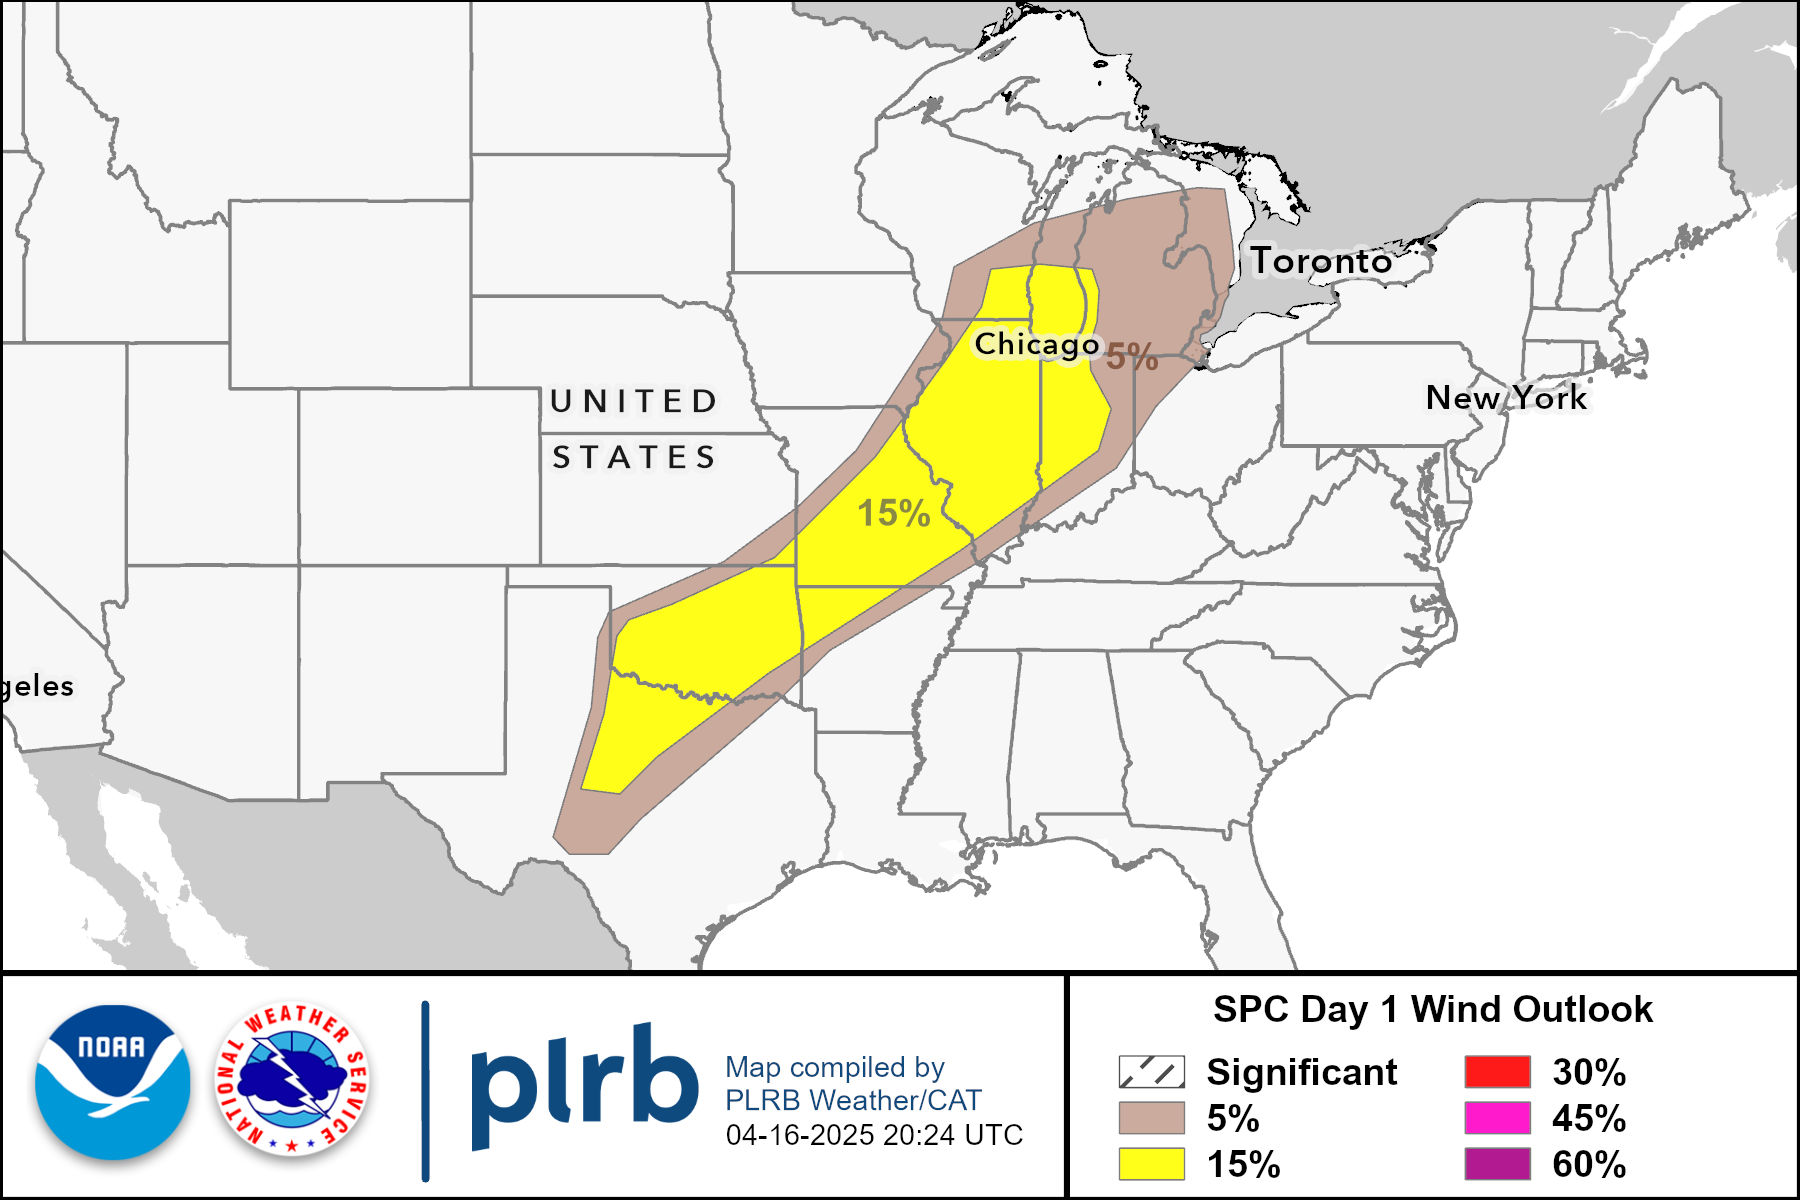 Toronto
Chicago
5%
UNITED
STATES
New York
15%
geles
NOAA
NATIONAL WEATHER SERVICE
plrb
Map compiled by
PLRB Weather/CAT
04-16-2025 20:24 UTC
SPC Day 1 Wind Outlook
Significant
5%
15%
30%
45%
60%